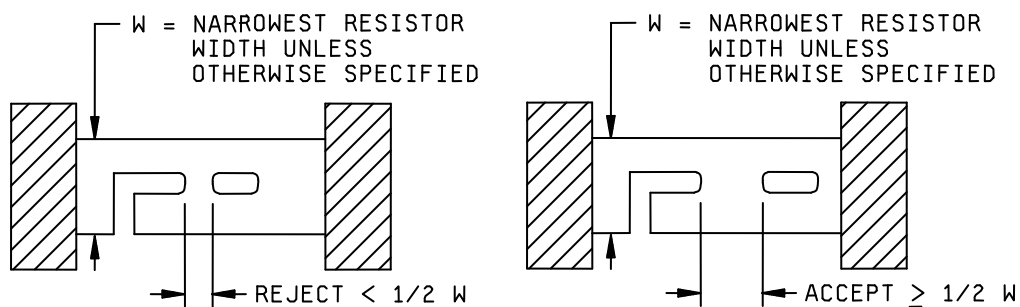 W = NARROWEST RESISTOR
WIDTH UNLESS
OTHERWISE SPECIFIED
W = NARROWEST RESISTOR
WIDTH UNLESS
OTHERWISE SPECIFIED
REJECT < 1/2 W
ACCEPT ≥ 1/2 W